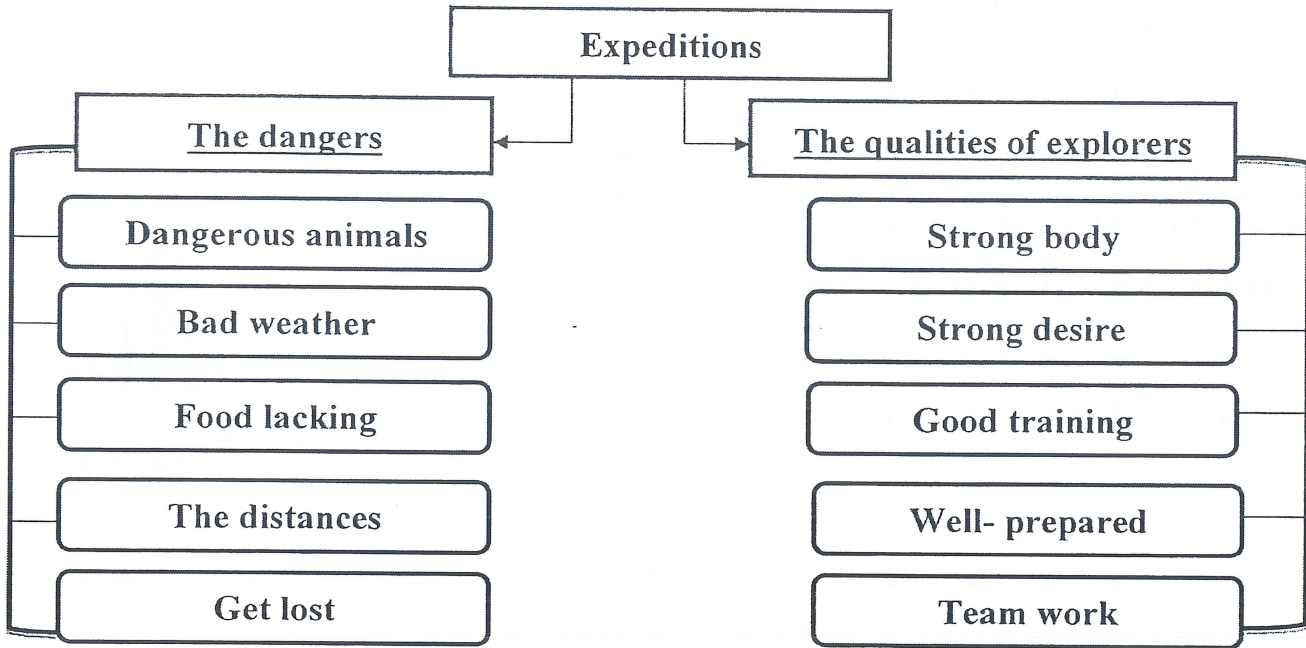 Expeditions
The dangers
Dangerous animals
Bad weather
Food lacking
The distances
Get lost
The qualities of explorers
Strong body
Strong desire
Good training
Well- prepared
Team work